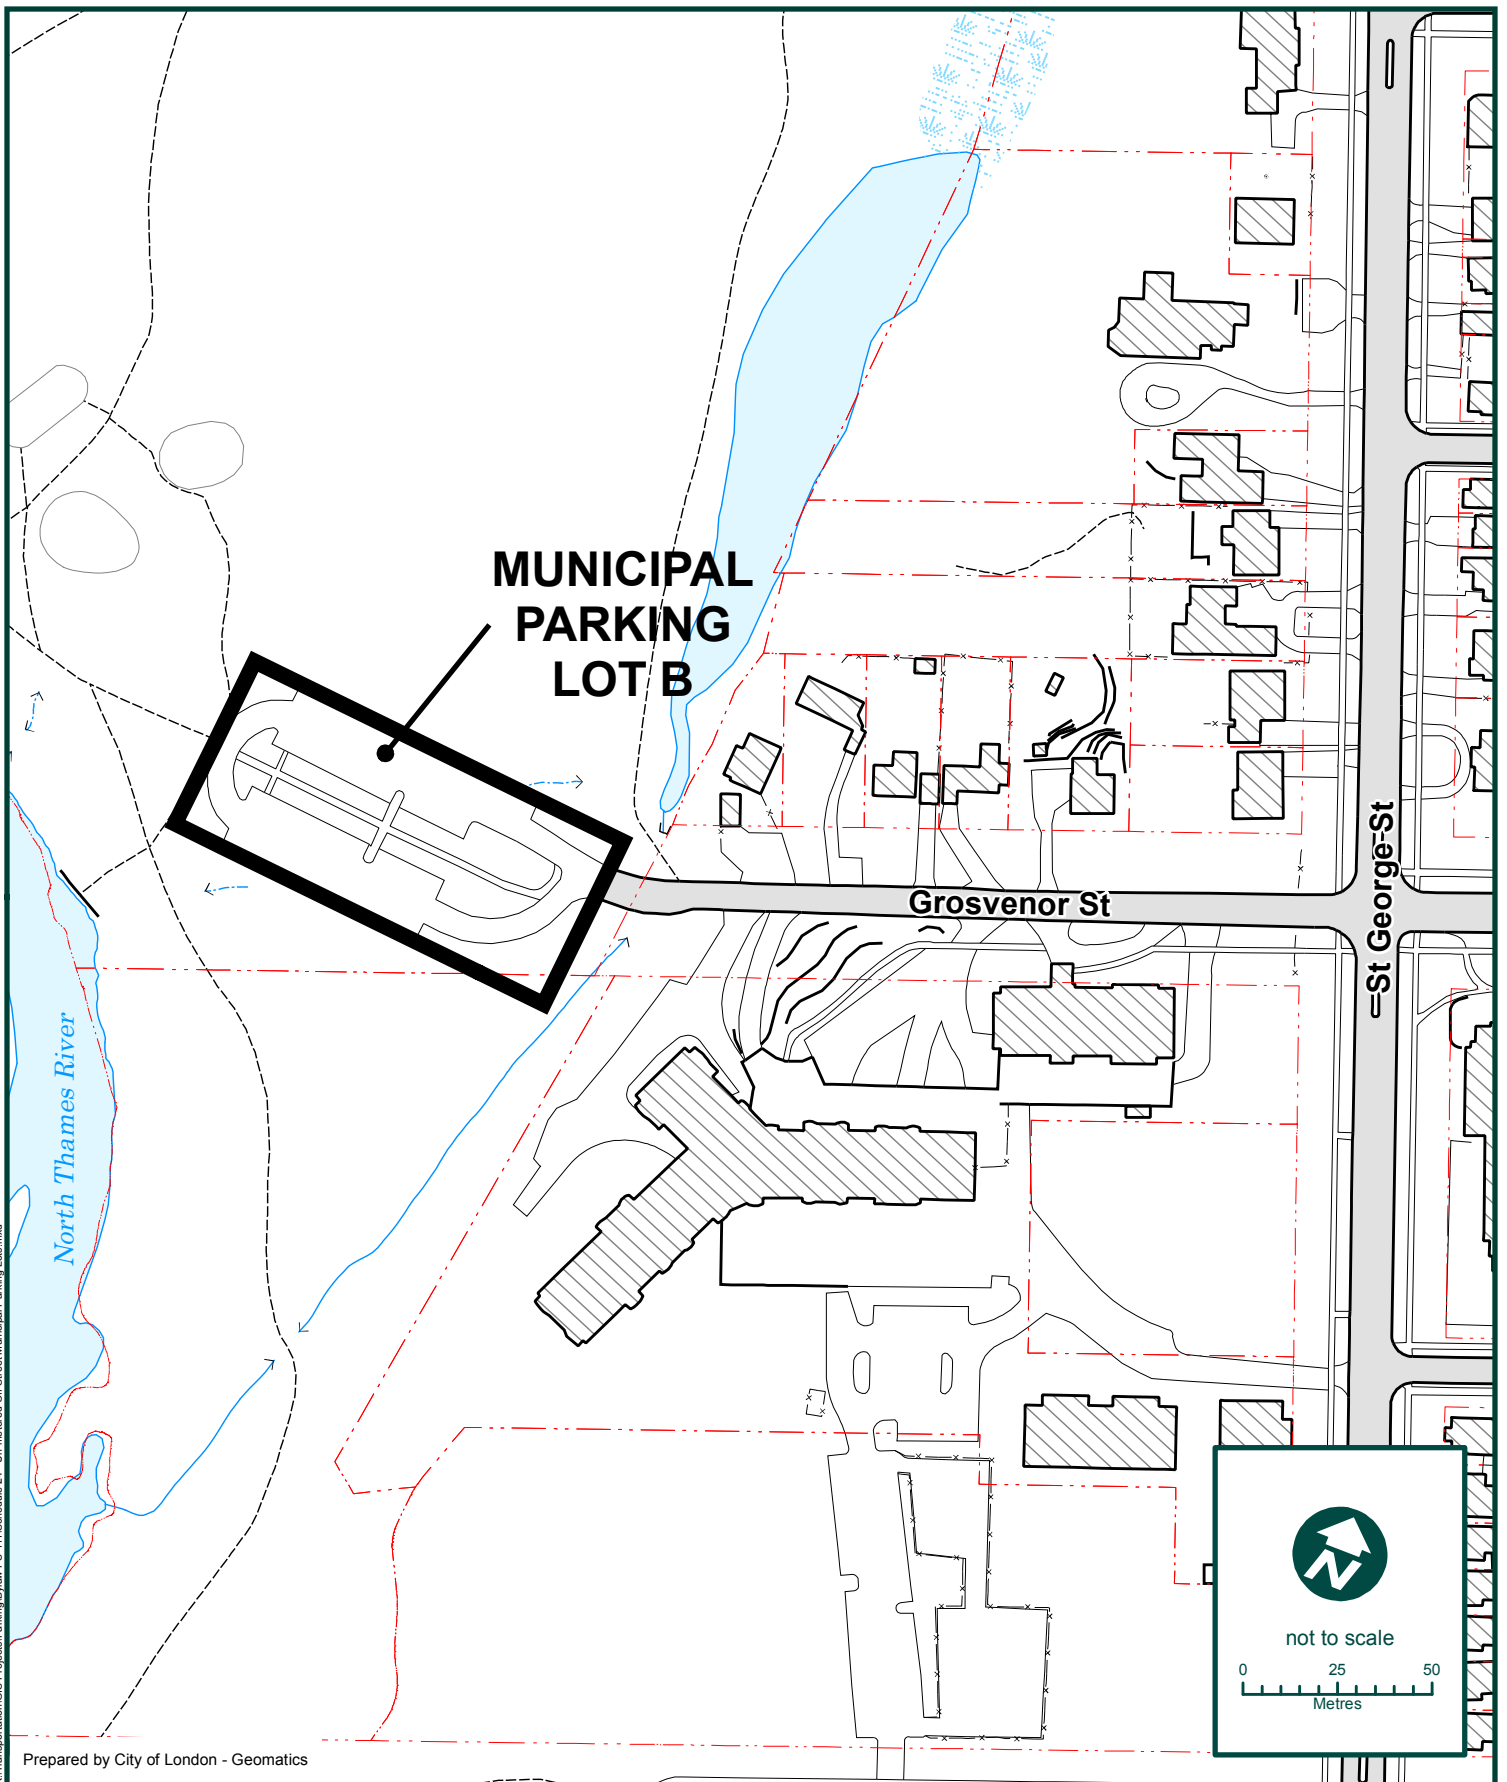 MUNICIPAL
PARKING
LOT B
Grosvenor St
St George St
North Thames River
N
not to scale
0 25 50
Metres
Prepared by City of London - Geomatics